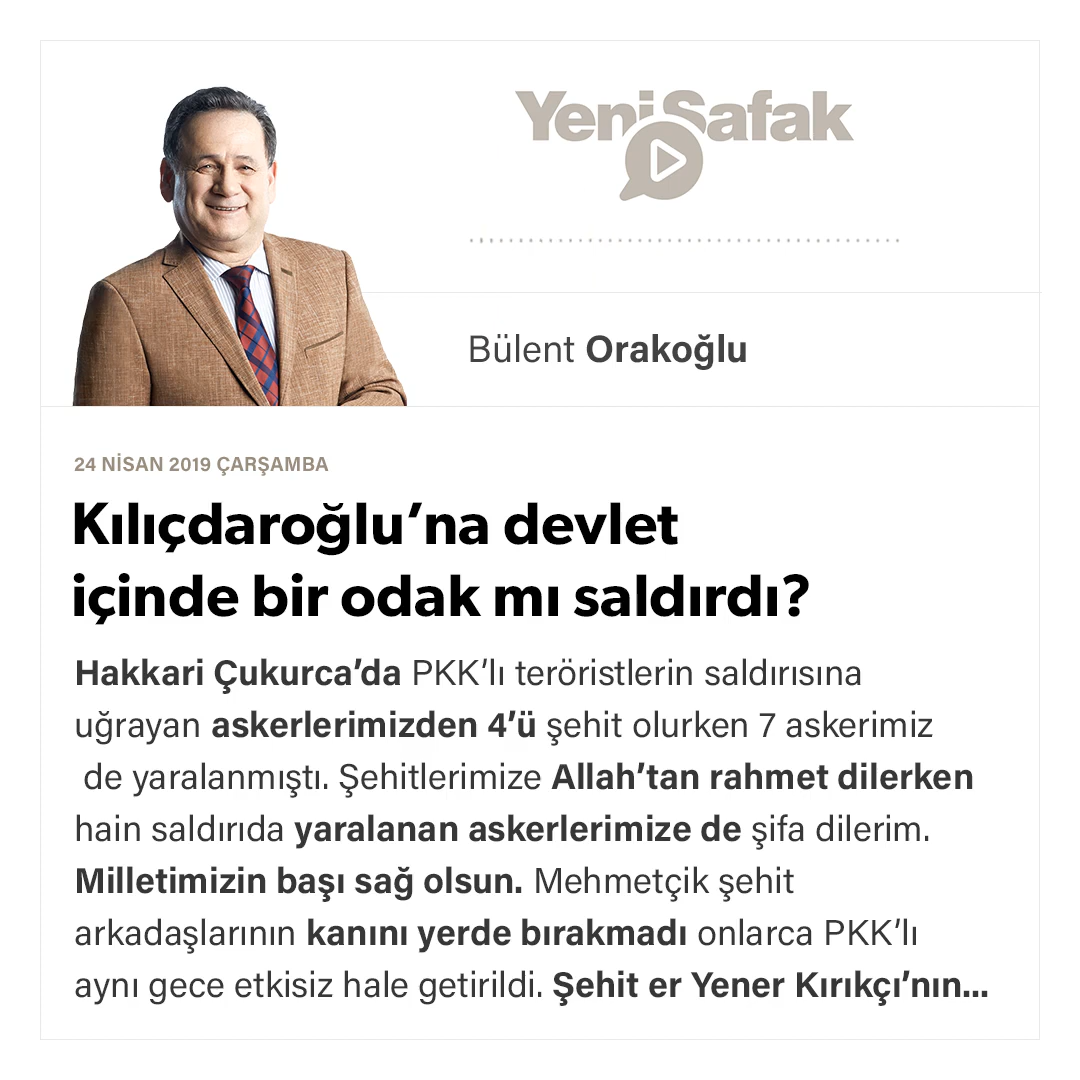 YeniSafak
Bülent Orakoğlu
24 NİSAN 2019 ÇARŞAMBA
Kılıçdaroğlu’na devlet
içinde bir odak mı saldırdı?
Hakkari Çukurca’da PKK’lı teröristlerin saldırısına
uğrayan askerlerimizden 4’ü şehit olurken 7 askerimiz
de yaralanmıştı. Şehitlerimize Allah’tan rahmet dilerken
hain saldırıda yaralanan askerlerimize de şifa dilerim.
Milletimizin başı sağ olsun. Mehmetçik şehit
arkadaşlarının kanını yerde bırakmadı onlarca PKK’lı
aynı gece etkisiz hale getirildi. Şehit er Yener Kırıkçı’nın...